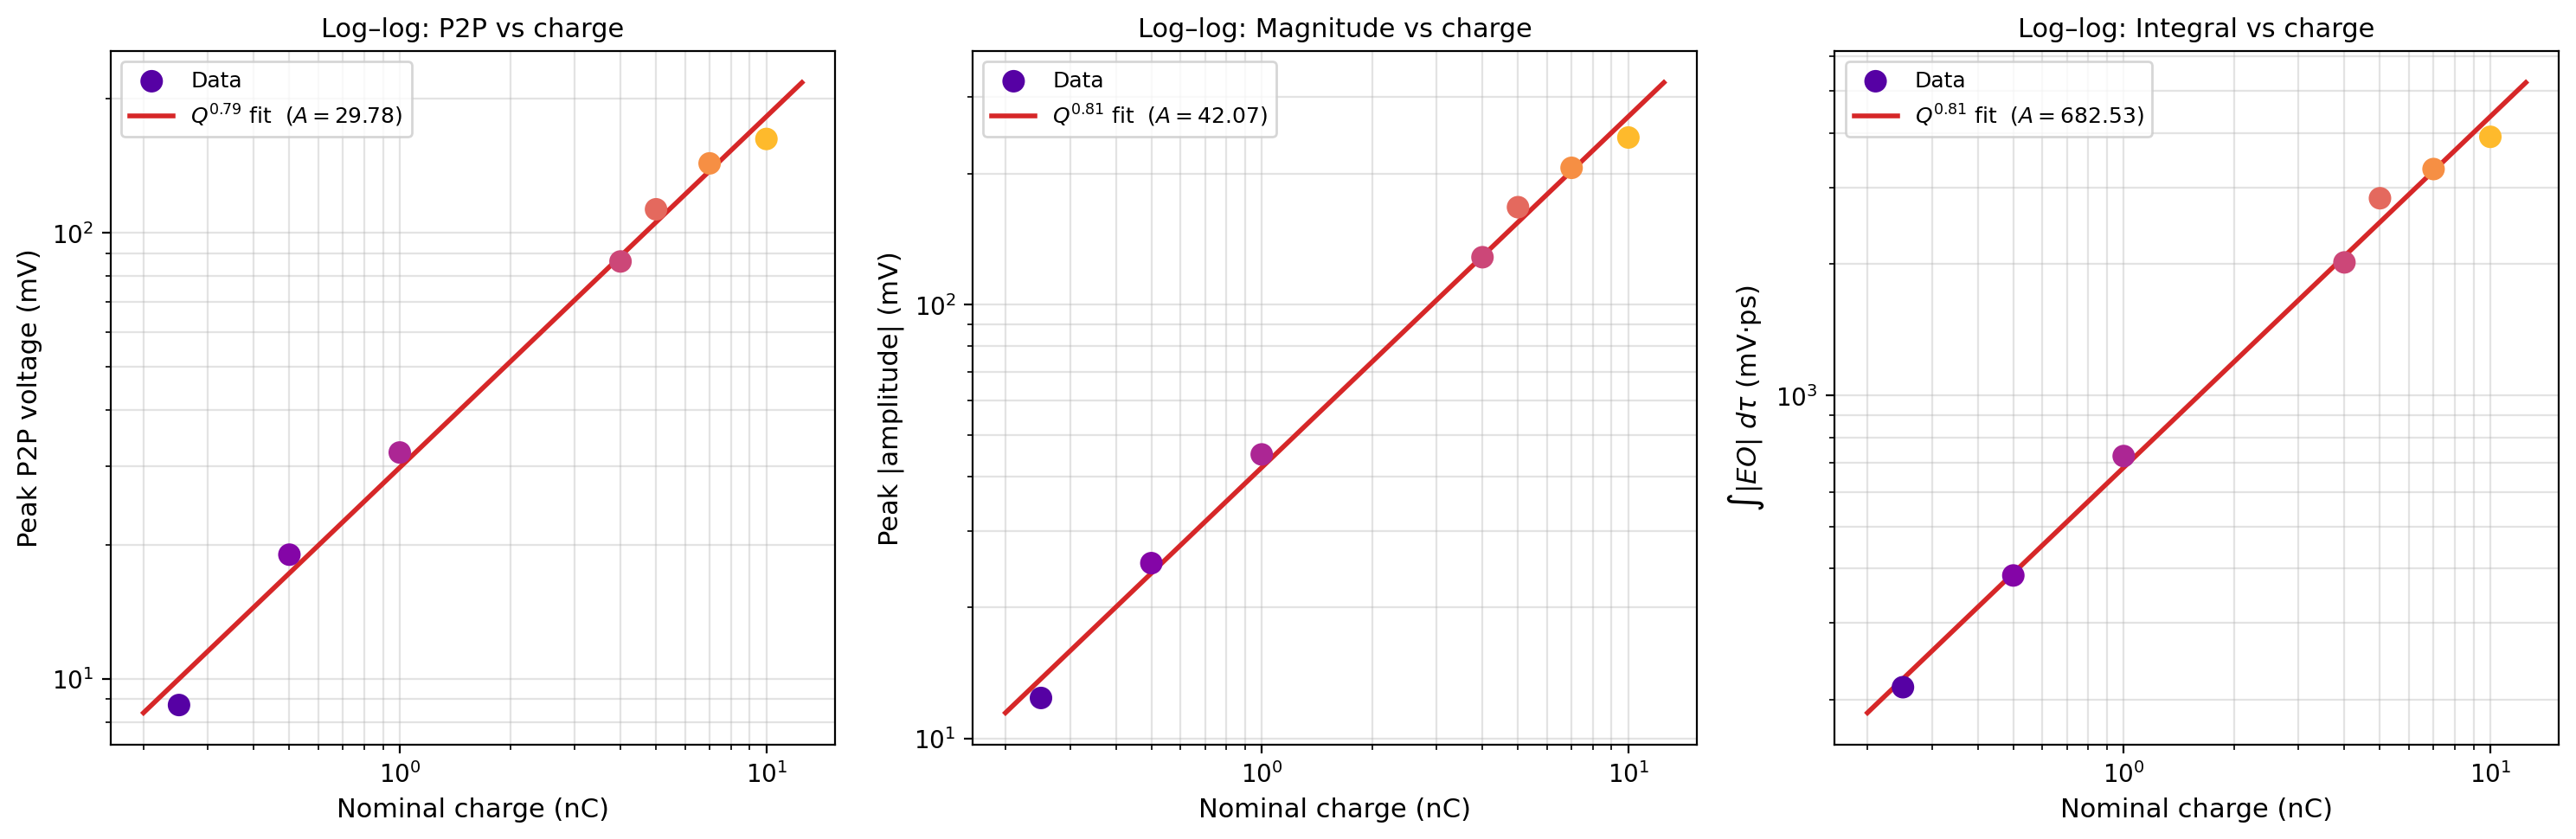 Log–log: P2P vs charge
Data
Q^0.79 fit (A = 29.78)
Peak P2P voltage (mV)
10^2
10^1
10^0
10^1
Nominal charge (nC)
Log–log: Magnitude vs charge
Data
Q^0.81 fit (A = 42.07)
Peak |amplitude| (mV)
10^2
10^1
10^0
10^1
Nominal charge (nC)
Log–log: Integral vs charge
Data
Q^0.81 fit (A = 682.53)
∫|EO| dτ (mV·ps)
10^3
10^0
10^1
Nominal charge (nC)